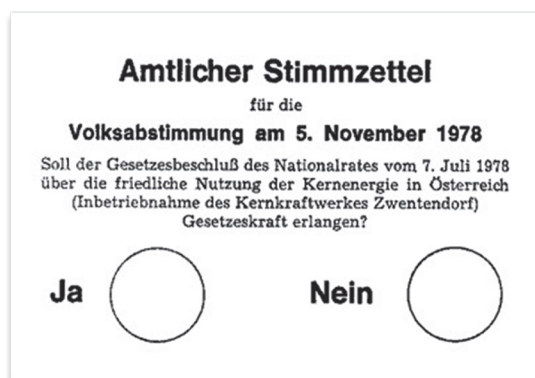 Amtlicher Stimmzettel
für die
Volksabstimmung am 5. November 1978
Soll der Gesetzesbeschluß des Nationalrates vom 7. Juli 1978
über die friedliche Nutzung der Kernenergie in Österreich
(Inbetriebnahme des Kernkraftwerkes Zwentendorf)
Gesetzeskraft erlangen?
Ja Nein